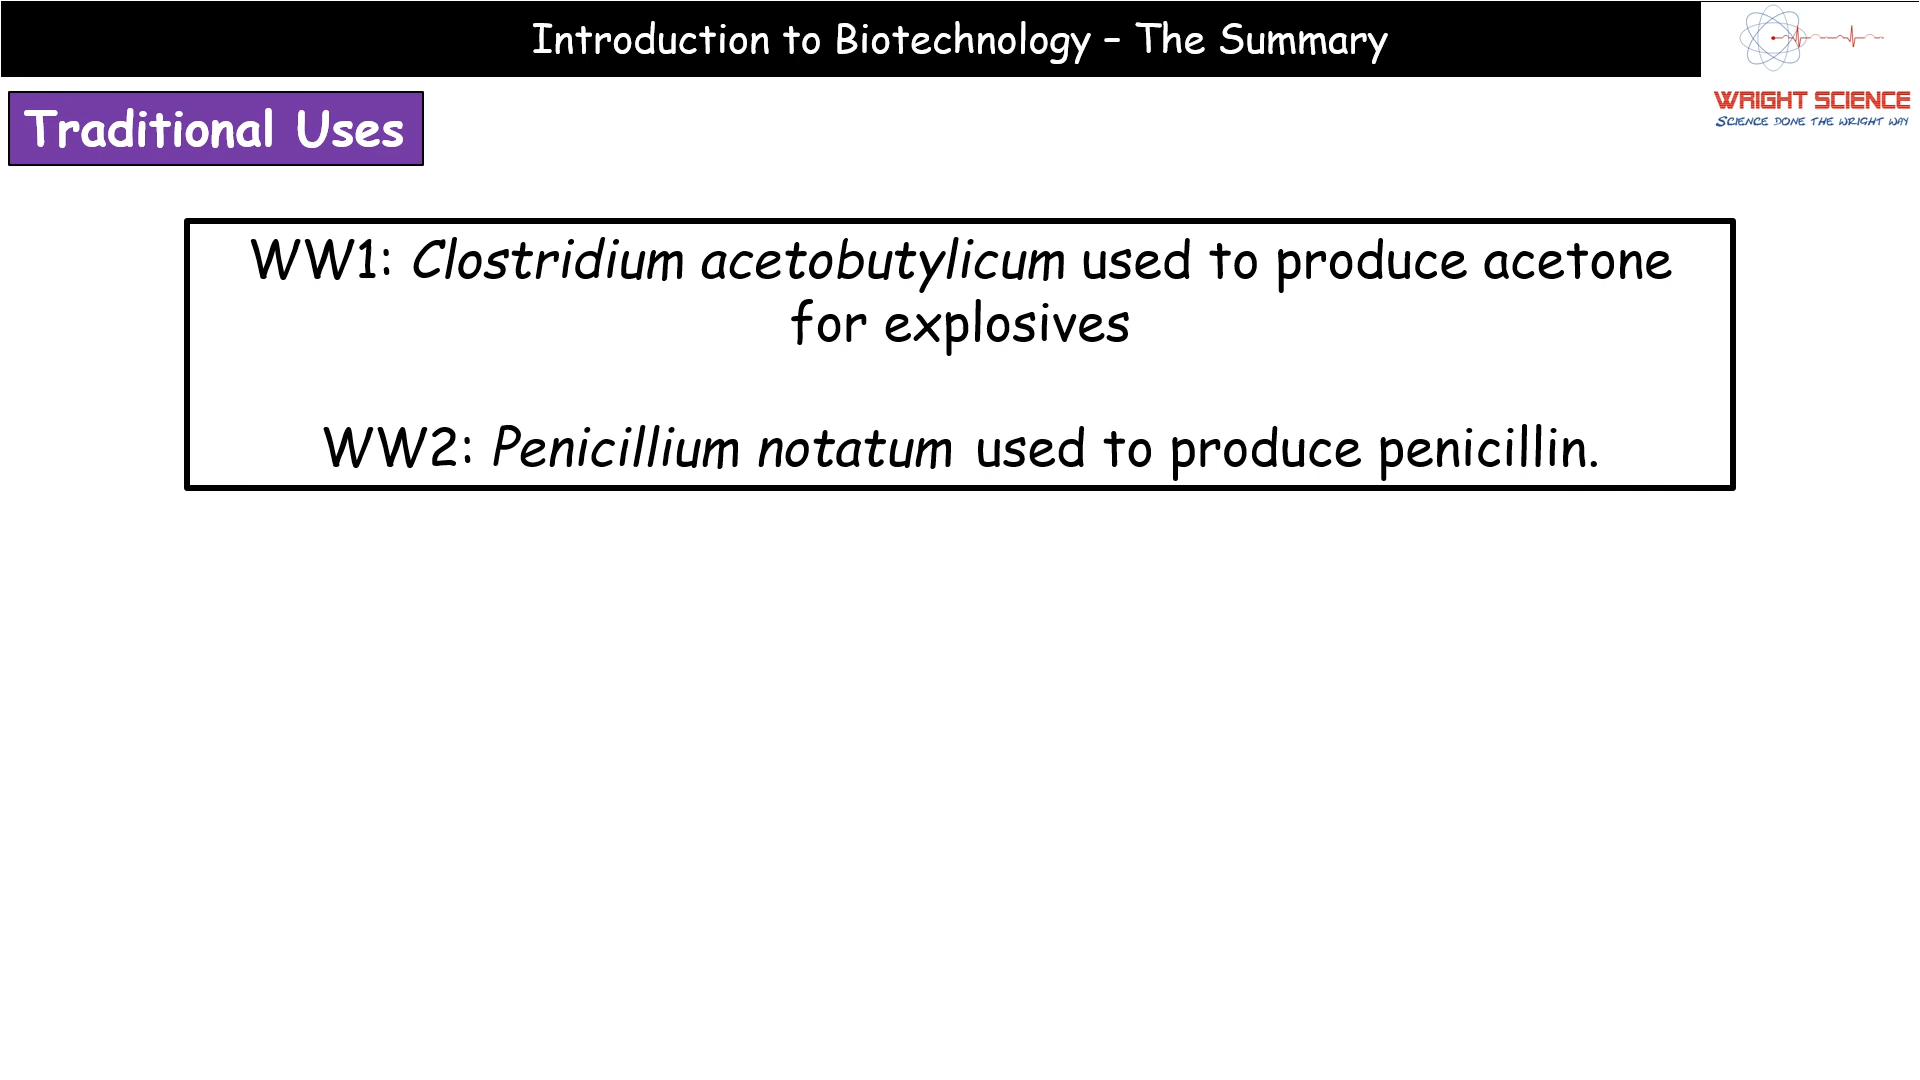 Introduction to Biotechnology – The Summary
WRIGHT SCIENCE
SCIENCE DONE THE WRIGHT WAY
Traditional Uses
WW1: Clostridium acetobutylicum used to produce acetone
for explosives
WW2: Penicillium notatum used to produce penicillin.